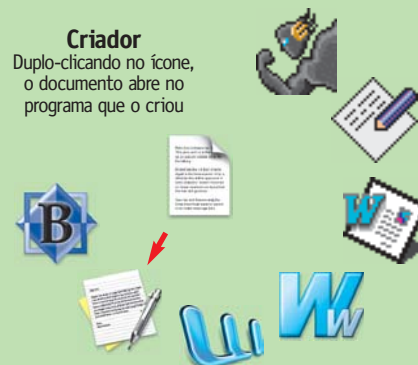 Criador
Duplo-clicando no ícone,
o documento abre no
programa que o criou
B
W
W
W